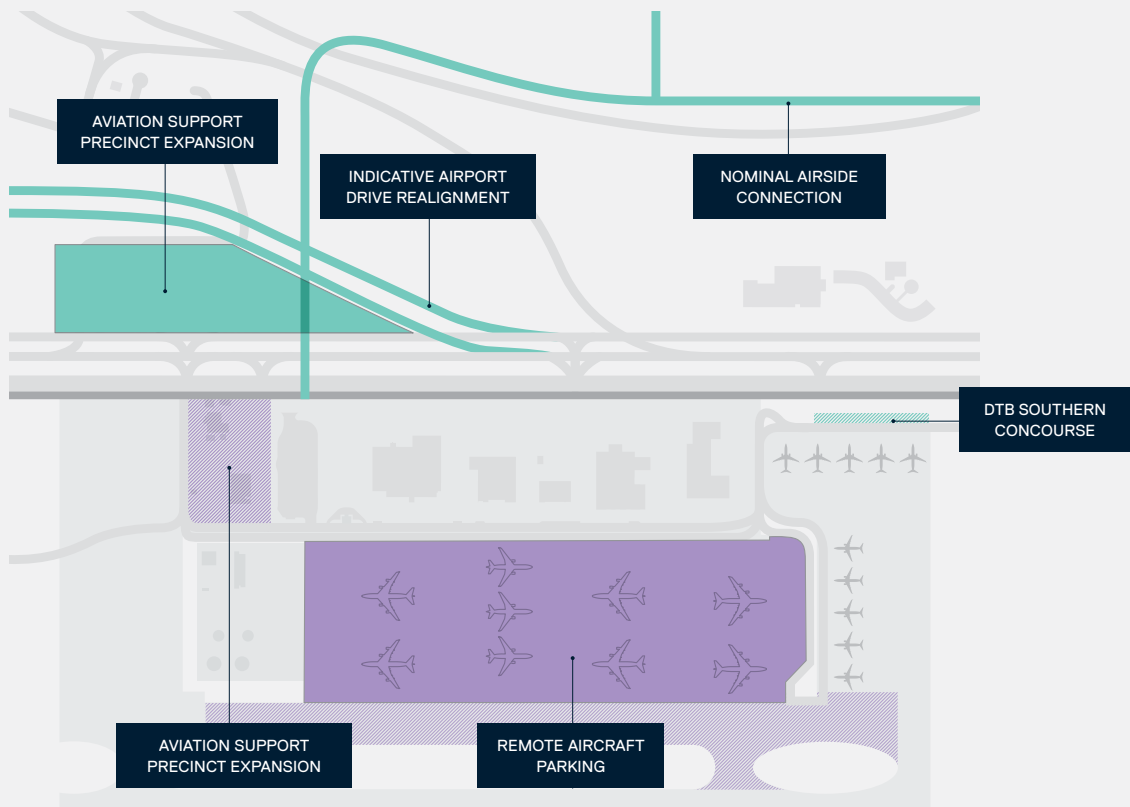 AVIATION SUPPORT
PRECINCT EXPANSION
INDICATIVE AIRPORT
DRIVE REALIGNMENT
NOMINAL AIRSIDE
CONNECTION
DTB SOUTHERN
CONCOURSE
AVIATION SUPPORT
PRECINCT EXPANSION
REMOTE AIRCRAFT
PARKING